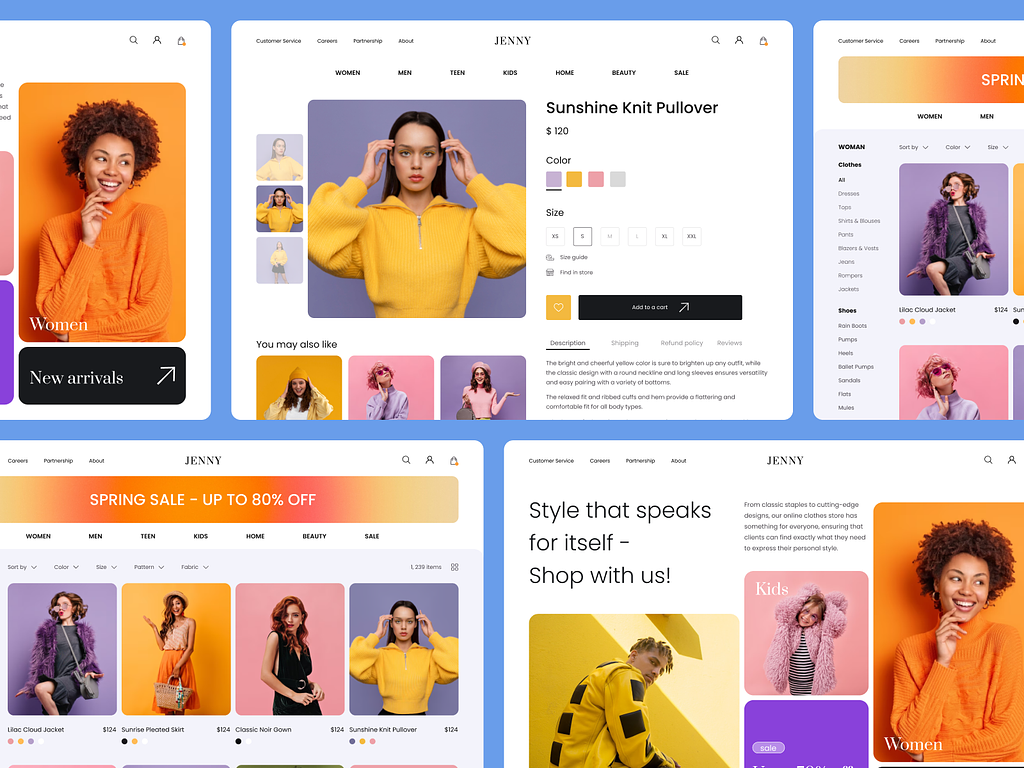 Women
New arrivals
Customer Service Careers Partnership About JENNY
WOMEN MEN TEEN KIDS HOME BEAUTY SALE
Sunshine Knit Pullover
$ 120
Color
Size
XS S M L XL XXL
Size guide
Find in store
Add to a cart
Description Shipping Refund policy Reviews
The bright and cheerful yellow color is sure to brighten up any outfit, while
the classic design with a round neckline and long sleeves ensures versatility
and easy pairing with a variety of bottoms.
The relaxed fit and ribbed cuffs and hem provide a flattering and
comfortable fit for all body types.
You may also like
Customer Service Careers Partnership About
SPRIN
WOMEN MEN
WOMAN Sort by Color Size
Clothes
All
Dresses
Tops
Shirts & Blouses
Pants
Blazers & Vests
Jeans
Rompers
Jackets
Lilac Cloud Jacket $124
Shoes
Rain Boots
Pumps
Heels
Ballet Pumps
Sandals
Flats
Mules
Careers Partnership About JENNY
SPRING SALE - UP TO 80% OFF
WOMEN MEN TEEN KIDS HOME BEAUTY SALE
Sort by Color Size Pattern Fabric 1, 239 items
Lilac Cloud Jacket $124 Sunrise Pleated Skirt $124 Classic Noir Gown $124 Sunshine Knit Pullover $124
Customer Service Careers Partnership About JENNY
Style that speaks
for itself -
Shop with us!
From classic staples to cutting-edge
designs, our online clothes store has
something for everyone, ensuring that
clients can find exactly what they need
to express their personal style.
Kids
sale
Women